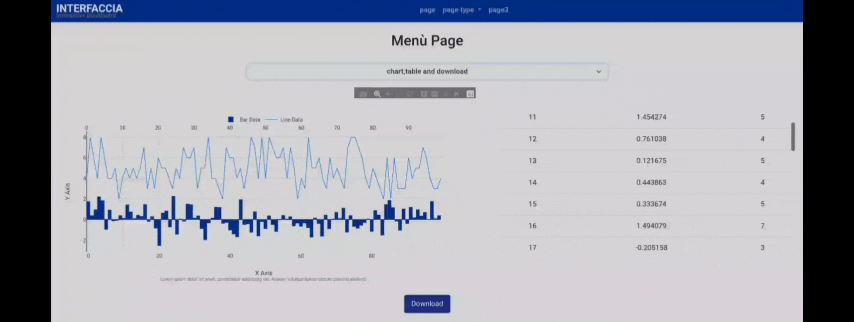 INTERFACCIA
Interactive Dashboard
page page type page3
Menù Page
chart,table and download
Bar Data Line Data
0 10 20 30 40 50 60 70 80 90
8
6
4
2
0
-2
Y Axis
0 20 40 60 80
X Axis
11 1.454274 5
12 0.761038 4
13 0.121675 5
14 0.443863 4
15 0.333674 5
16 1.494079 7
17 -0.205158 3
Download